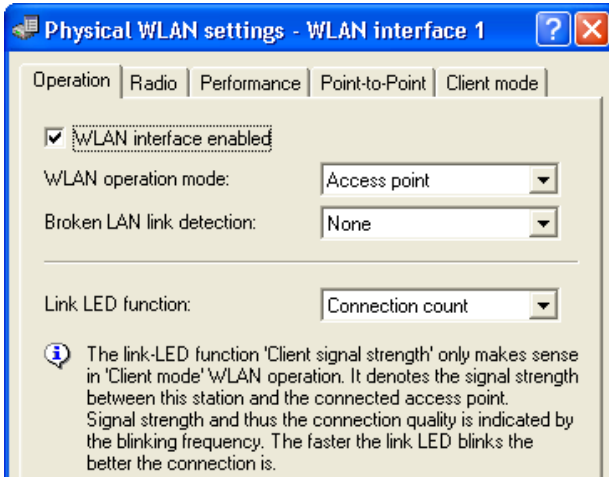 Physical WLAN settings - WLAN interface 1
Operation Radio Performance Point-to-Point Client mode
WLAN interface enabled
WLAN operation mode: Access point
Broken LAN link detection: None
Link LED function: Connection count
The link-LED function 'Client signal strength' only makes sense
in 'Client mode' WLAN operation. It denotes the signal strength
between this station and the connected access point.
Signal strength and thus the connection quality is indicated by
the blinking frequency. The faster the link LED blinks the
better the connection is.